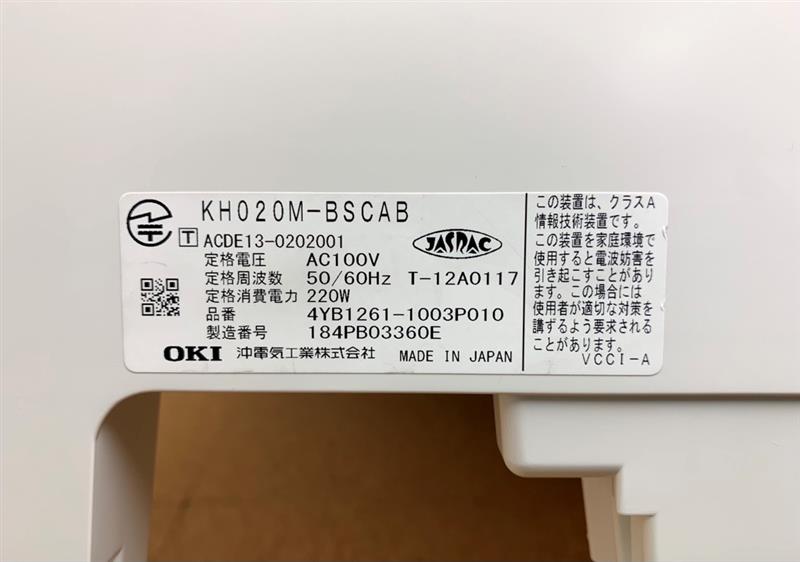 KH020M-BSCAB
T ACDE13-0202001
定格電圧 AC100V
定格周波数 50/60Hz T-12A0117
定格消費電力 220W
品番 4YB1261-1003P010
製造番号 184PB03360E
OKI 沖電気工業株式会社 MADE IN JAPAN
JASRAC
この装置は、クラスA
情報技術装置です。
この装置を家庭環境で
使用すると電波妨害を
引き起こすことがあり
ます。この場合には
使用者が適切な対策を
講ずるよう要求される
ことがあります。
VCCI-A